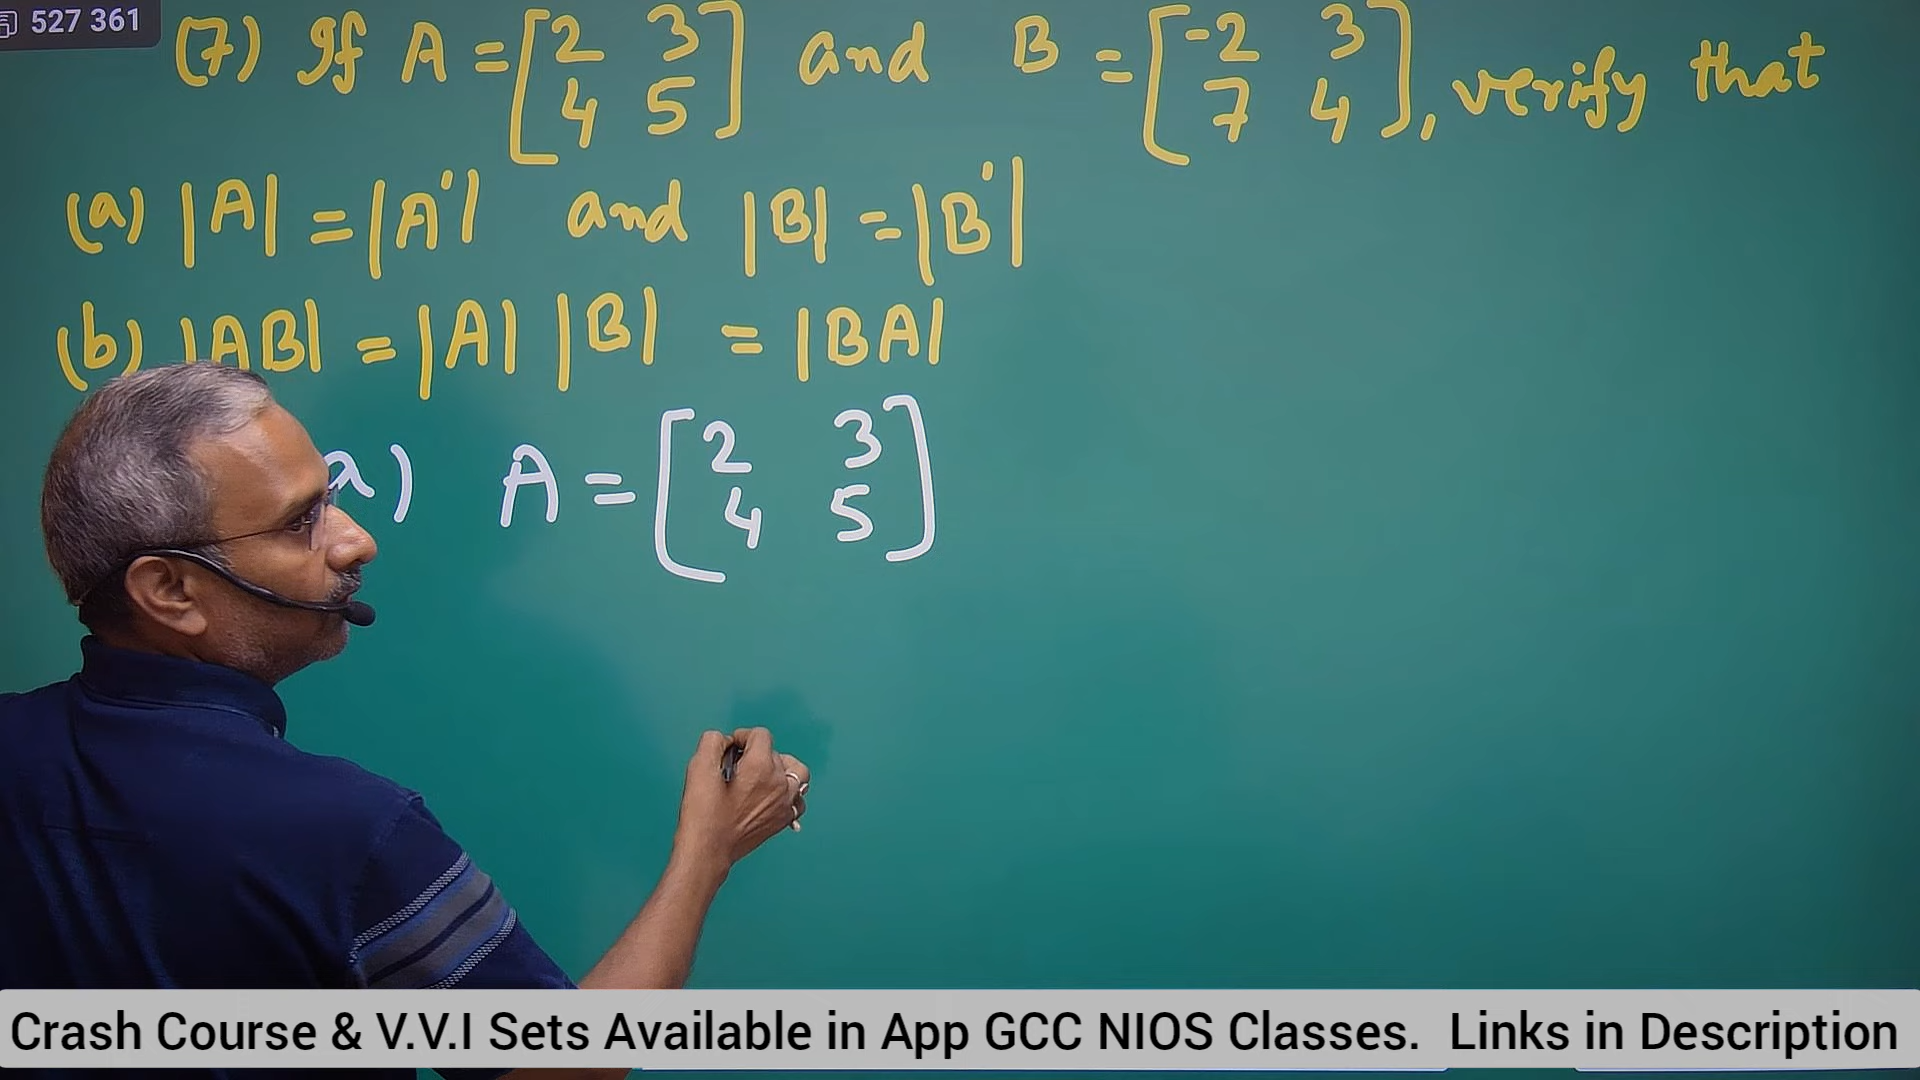 527 361
(7) If A = [2 3 and B = [-2 3
4 5] 7 4], verify that
(a) |A| = |A'| and |B| = |B'|
(b) |AB| = |A| |B| = |BA|
a) A = [2 3
4 5]
Crash Course & V.V.I Sets Available in App GCC NIOS Classes. Links in Description